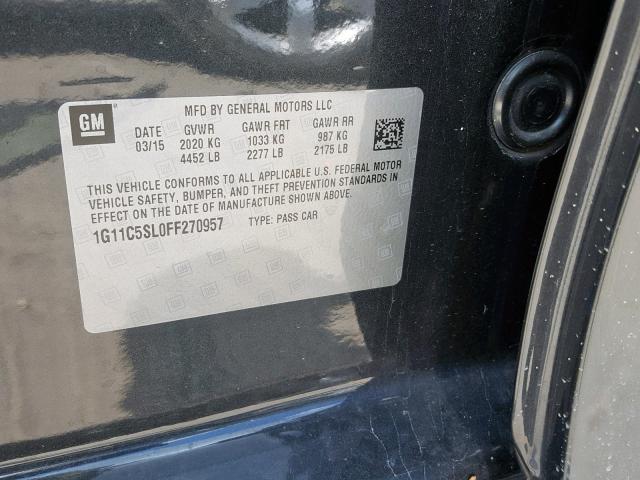 GM
MFD BY GENERAL MOTORS LLC
DATE GVWR GAWR FRT GAWR RR
03/15 2020 KG 1033 KG 987 KG
4452 LB 2277 LB 2175 LB
THIS VEHICLE CONFORMS TO ALL APPLICABLE U.S. FEDERAL MOTOR
VEHICLE SAFETY, BUMPER, AND THEFT PREVENTION STANDARDS IN
EFFECT ON THE DATE OF MANUFACTURE SHOWN ABOVE.
1G11C5SL0FF270957 TYPE: PASS CAR